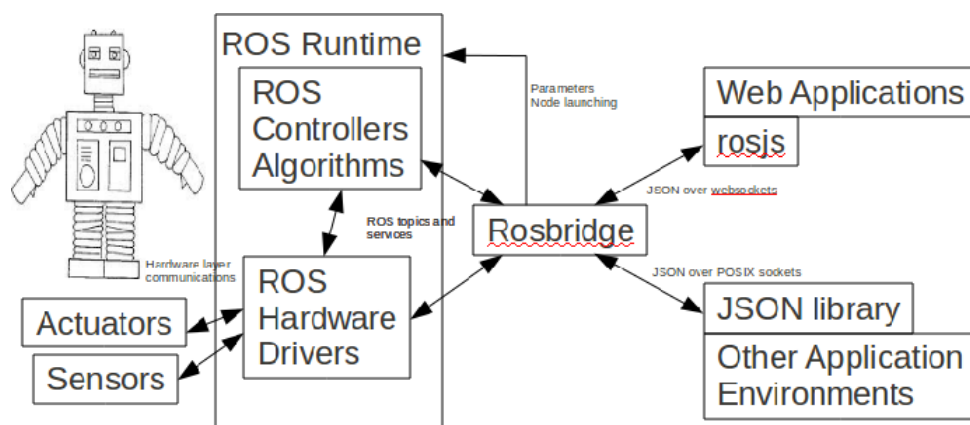 ROS Runtime
ROS
Controllers
Algorithms
Parameters
Node launching
Web Applications
rosjs
JSON over websockets
ROS topics and
services
Rosbridge
Hardware layer
communications
JSON over POSIX sockets
ROS
Hardware
Drivers
Actuators
Sensors
JSON library
Other Application
Environments